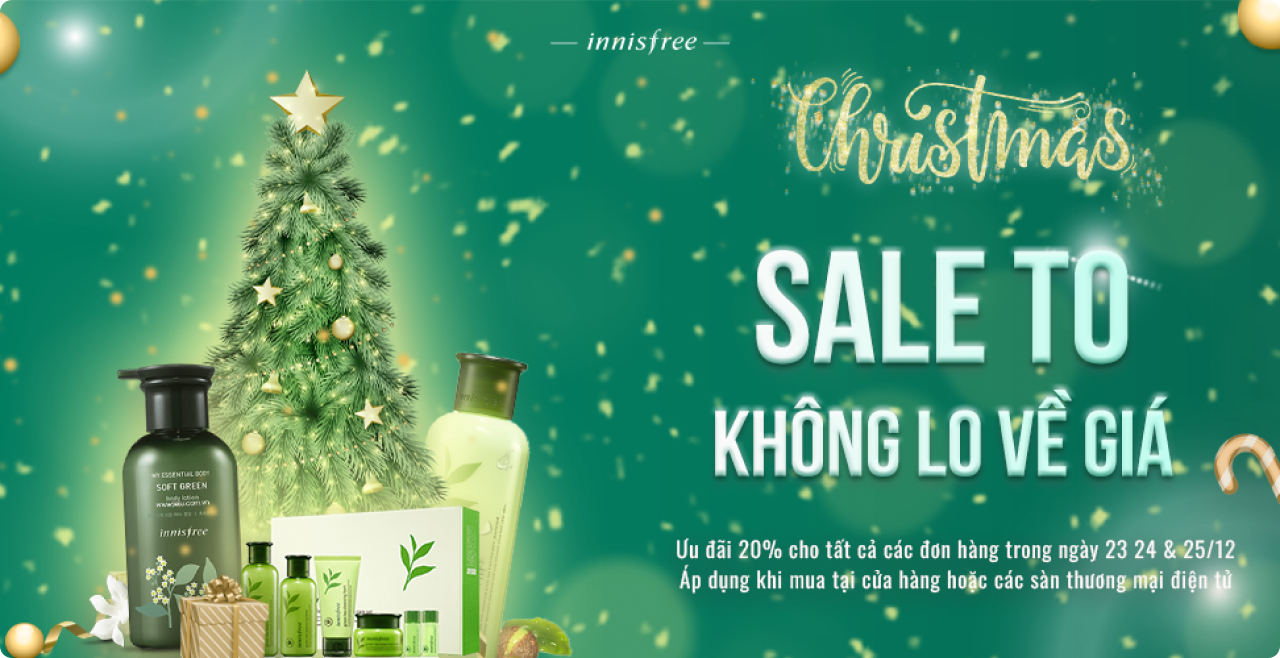 innisfree
Christmas
SALE TO
KHÔNG LO VỀ GIÁ
Ưu đãi 20% cho tất cả các đơn hàng trong ngày 23 24 & 25/12
Áp dụng khi mua tại cửa hàng hoặc các sàn thương mại điện tử
MY ESSENTIAL BODY
SOFT GREEN
body lotion
innisfree
innisfree
innisfree